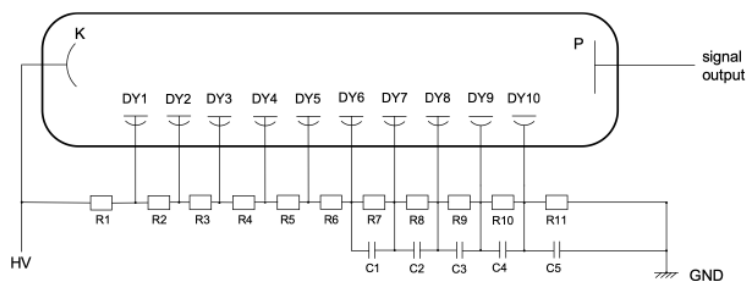 K
P
signal
output
DY1 DY2 DY3 DY4 DY5 DY6 DY7 DY8 DY9 DY10
R1 R2 R3 R4 R5 R6 R7 R8 R9 R10 R11
C1 C2 C3 C4 C5
HV
GND